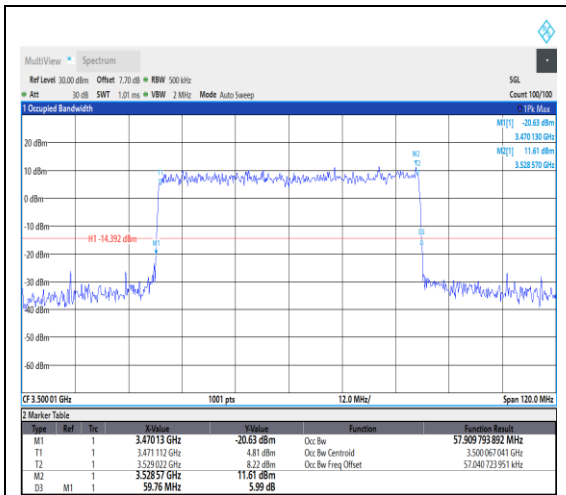 MultiView Spectrum
Ref Level 30.00 dBm Offset 7.70 dB RBW 500 kHz SGL
Att 30 dB SWT 1.01 ms VBW 2 MHz Mode Auto Sweep Count 100/100
1 Occupied Bandwidth 1Pk Max
M1[1] -20.63 dBm
3.470 130 GHz
M2[1] 11.61 dBm
3.528 570 GHz
20 dBm
M2
T2
10 dBm
0 dBm
-10 dBm
D3
H1 -14.392 dBm
M1
-20 dBm
-30 dBm
-40 dBm
-50 dBm
-60 dBm
CF 3.500 01 GHz 1001 pts 12.0 MHz/ Span 120.0 MHz
2 Marker Table
Type Ref Trc X-Value Y-Value Function Function Result
M1 1 3.470 13 GHz -20.63 dBm Occ Bw 57.909 793 892 MHz
T1 1 3.471 112 GHz 4.81 dBm Occ Bw Centroid 3.500 067 041 GHz
T2 1 3.529 022 GHz 8.22 dBm Occ Bw Freq Offset 57.040 723 951 kHz
M2 1 3.528 57 GHz 11.61 dBm
D3 M1 1 59.76 MHz 5.99 dB